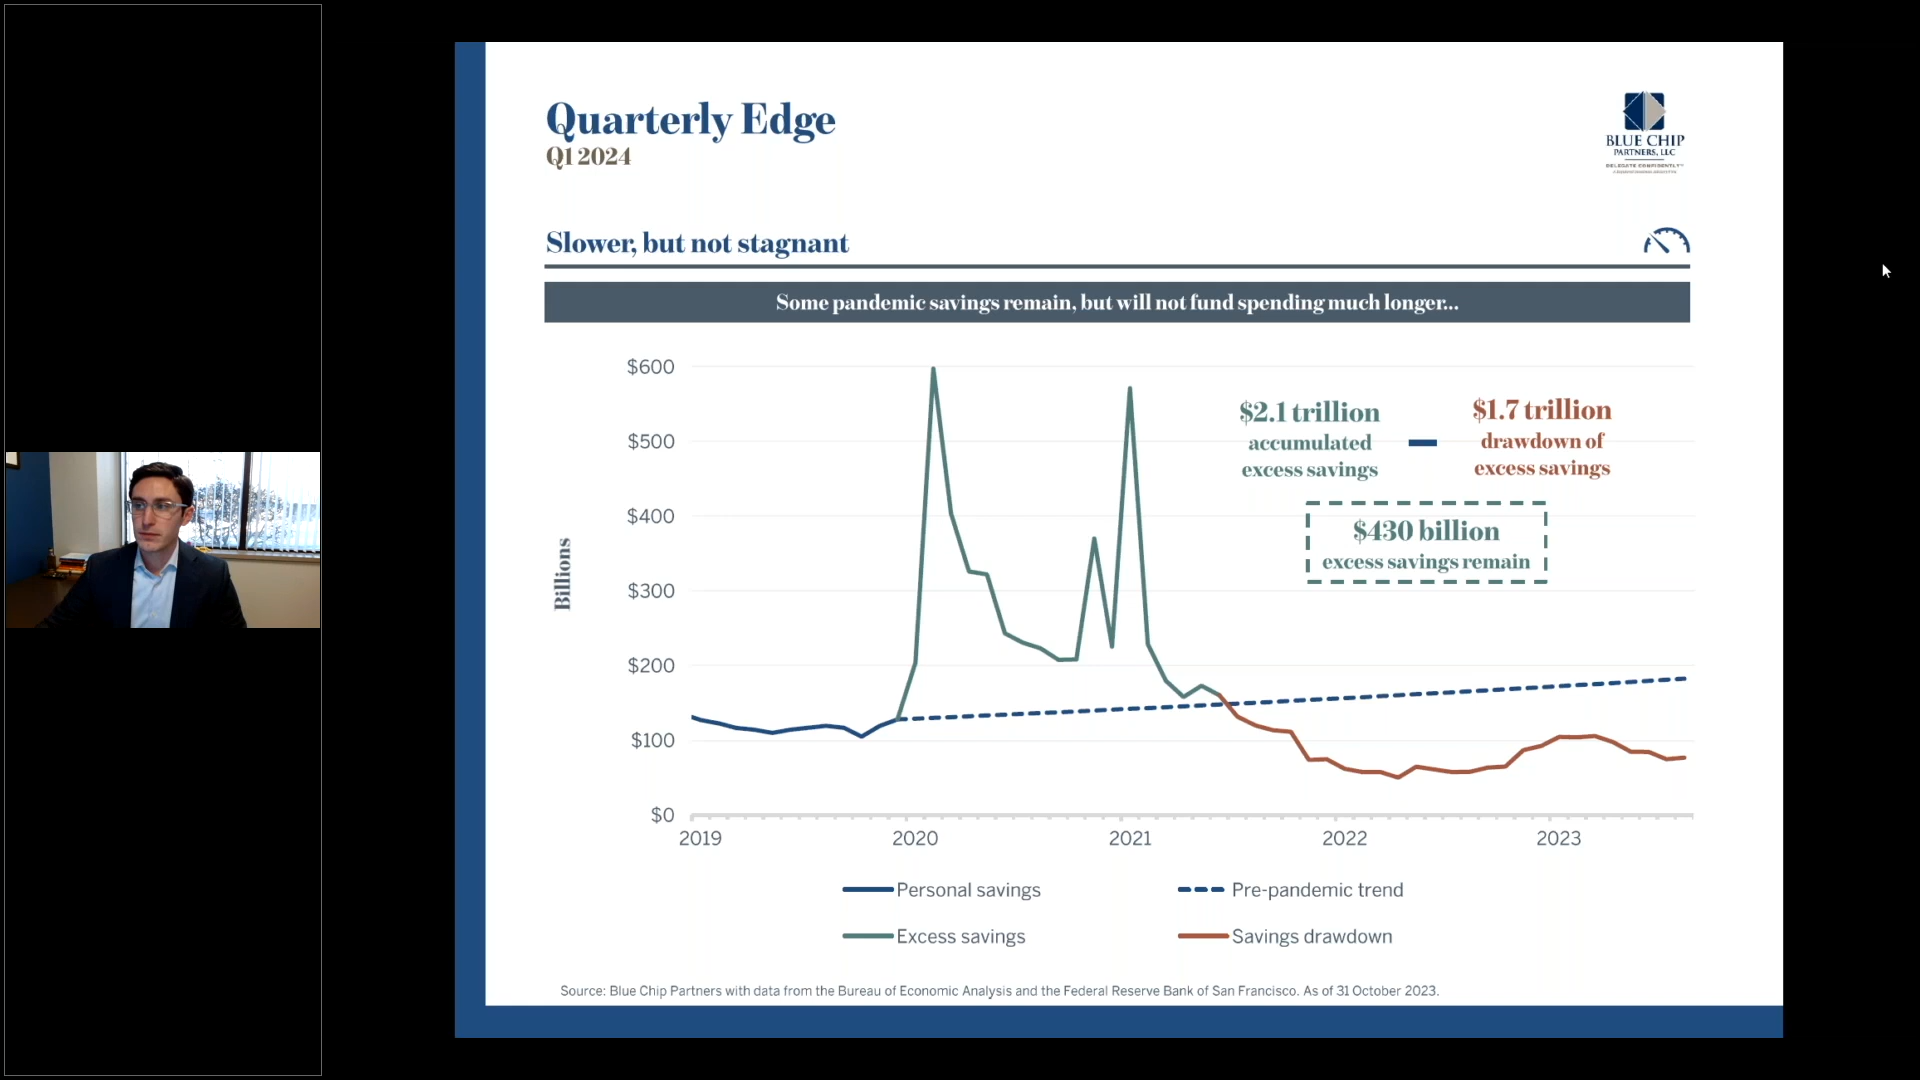 Quarterly Edge
Q1 2024
BLUE CHIP
PARTNERS, LLC
DELEGATE CONFIDENTLY™
Slower, but not stagnant
Some pandemic savings remain, but will not fund spending much longer...
$600
$500
$400
$300
$200
$100
$0
Billions
$2.1 trillion
accumulated
excess savings
$1.7 trillion
drawdown of
excess savings
$430 billion
excess savings remain
2019
2020
2021
2022
2023
Personal savings
Pre-pandemic trend
Excess savings
Savings drawdown
Source: Blue Chip Partners with data from the Bureau of Economic Analysis and the Federal Reserve Bank of San Francisco. As of 31 October 2023.